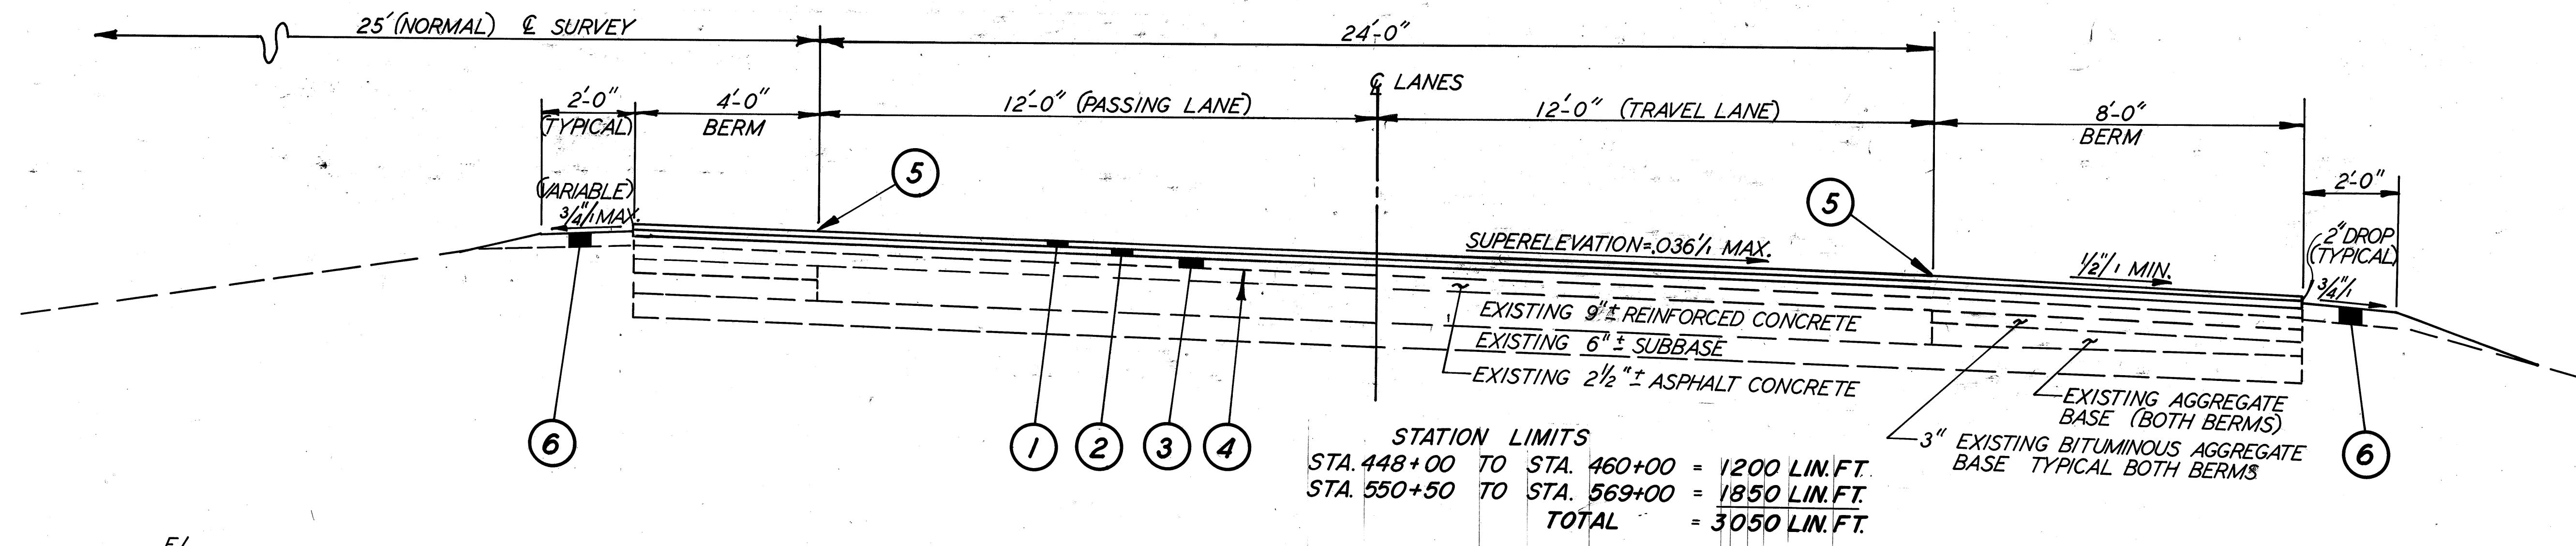 25' (NORMAL) ℄ SURVEY
24'-0"
℄ LANES
2'-0"
(TYPICAL)
4'-0"
BERM
12'-0" (PASSING LANE)
12'-0" (TRAVEL LANE)
8'-0"
BERM
2'-0"
(VARIABLE)
3/4"/1 MAX.
5
5
SUPERELEVATION=.036'/1 MAX.
1/2"/1 MIN.
2" DROP
(TYPICAL)
3/4"/1
EXISTING 9"± REINFORCED CONCRETE
EXISTING 6"± SUBBASE
EXISTING 2 1/2"± ASPHALT CONCRETE
EXISTING AGGREGATE
BASE (BOTH BERMS)
3" EXISTING BITUMINOUS AGGREGATE
BASE TYPICAL BOTH BERMS
6
1
2
3
4
6
STATION LIMITS
STA. 448+00 TO STA. 460+00 = 1200 LIN. FT.
STA. 550+50 TO STA. 569+00 = 1850 LIN. FT.
TOTAL = 3050 LIN. FT.